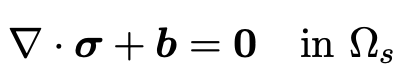 ∇ · σ + b = 0 in Ωₛ